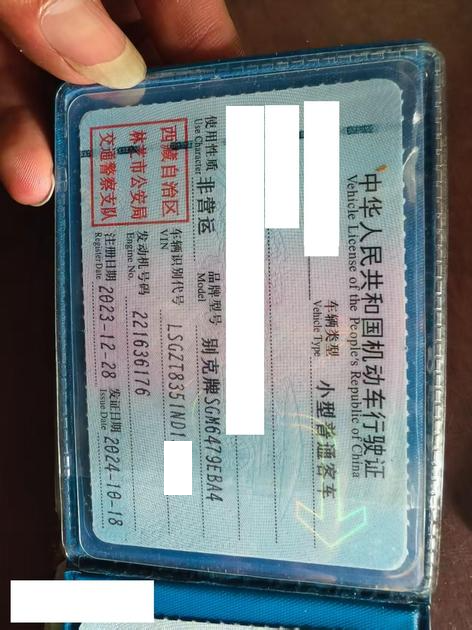 中华人民共和国机动车行驶证
Vehicle License of the People's Republic of China
车辆类型 小型普通客车
Vehicle Type
使用性质 非营运 品牌型号 别克牌SGM6479EBA4
Use Character Model
西藏自治区
林芝市公安局
交通警察支队
车辆识别代号 LSGZT8351ND1
VIN
发动机号码 221636176
Engine No.
注册日期 2023-12-28 发证日期 2024-10-18
Register Date Issue Date